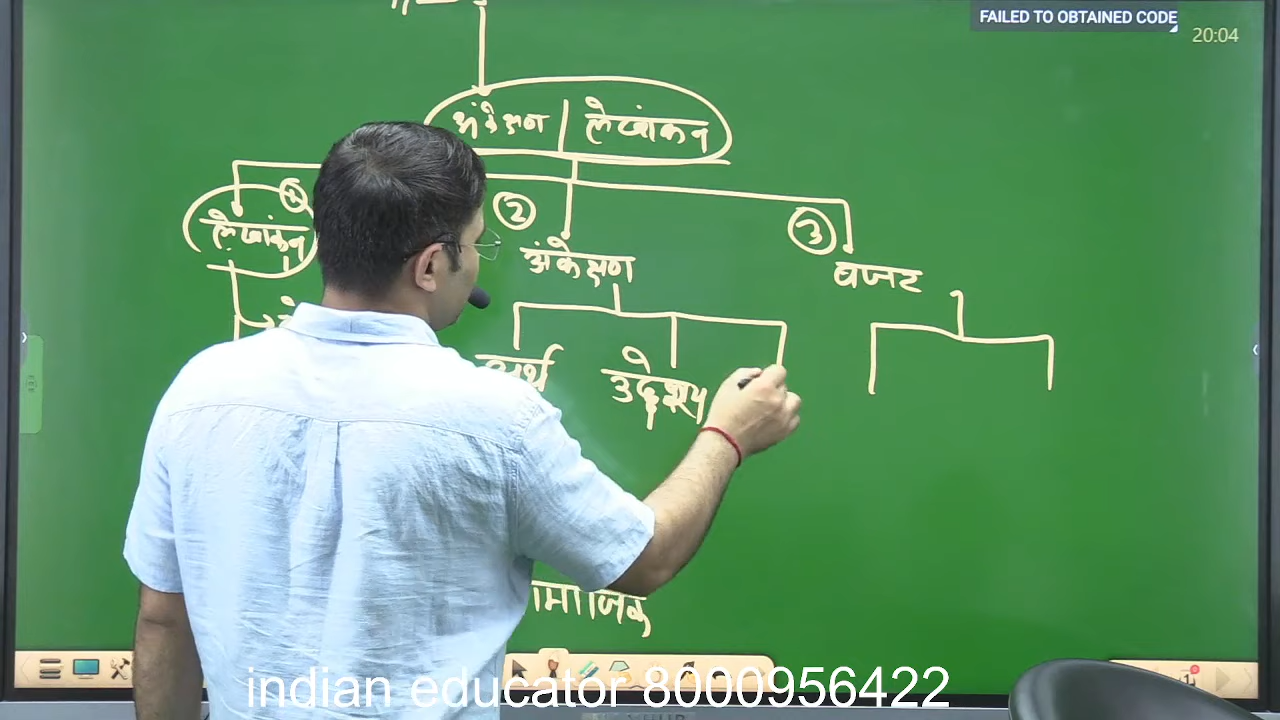 FAILED TO OBTAINED CODE
20:04
अंकेक्षण | लेखांकन
1 2 3
लेखांकन अंकेक्षण बजट
अर्थ उद्देश्य
indian educator 8000956422